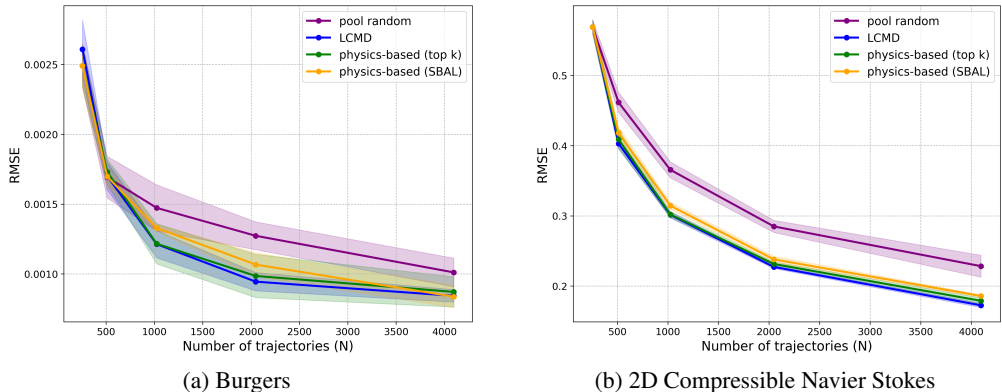 pool random
LCMD
physics-based (top k)
physics-based (SBAL)
0.0025
0.0020
0.0015
0.0010
RMSE
500
1000
1500
2000
2500
3000
3500
4000
Number of trajectories (N)
(a) Burgers
pool random
LCMD
physics-based (top k)
physics-based (SBAL)
0.5
0.4
0.3
0.2
RMSE
500
1000
1500
2000
2500
3000
3500
4000
Number of trajectories (N)
(b) 2D Compressible Navier Stokes